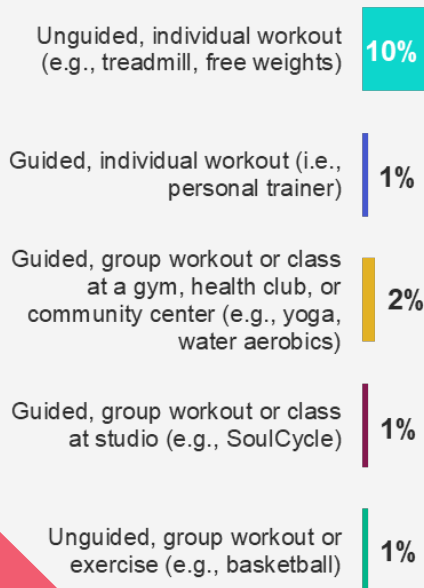 Unguided, individual workout
(e.g., treadmill, free weights)
10%
Guided, individual workout (i.e.,
personal trainer)
1%
Guided, group workout or class
at a gym, health club, or
community center (e.g., yoga,
water aerobics)
2%
Guided, group workout or class
at studio (e.g., SoulCycle)
1%
Unguided, group workout or
exercise (e.g., basketball)
1%